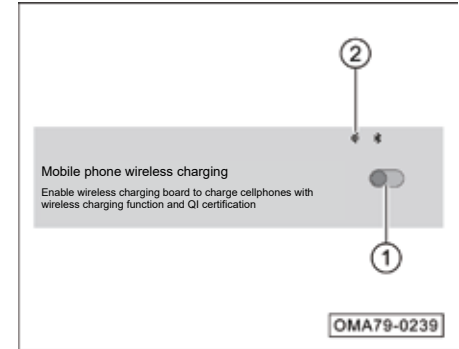 2
Mobile phone wireless charging
Enable wireless charging board to charge cellphones with
wireless charging function and QI certification
1
OMA79-0239